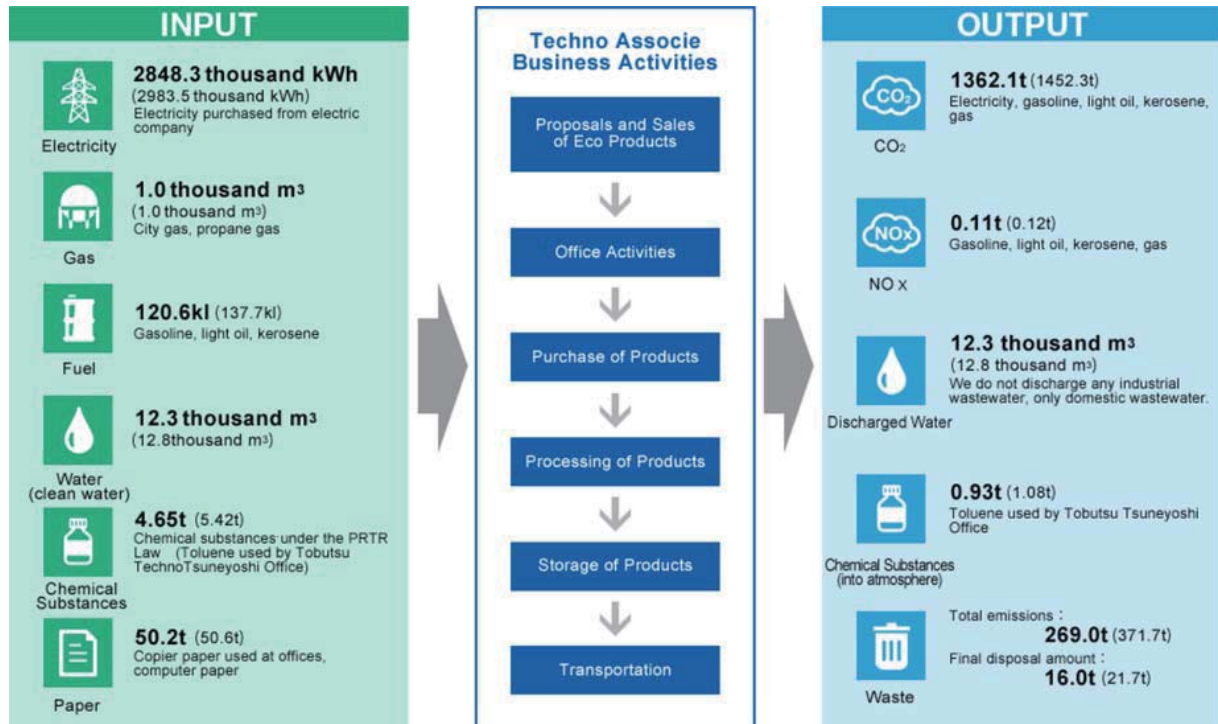 INPUT
2848.3 thousand kWh
(2983.5 thousand kWh)
Electricity purchased from electric
company
Electricity
1.0 thousand m³
(1.0 thousand m³)
City gas, propane gas
Gas
120.6kl (137.7kl)
Gasoline, light oil, kerosene
Fuel
12.3 thousand m³
(12.8thousand m³)
Water
(clean water)
4.65t (5.42t)
Chemical substances under the PRTR
Law (Toluene used by Tobutsu
TechnoTsuneyoshi Office)
Chemical
Substances
50.2t (50.6t)
Copier paper used at offices,
computer paper
Paper
Techno Associe
Business Activities
Proposals and Sales
of Eco Products
Office Activities
Purchase of Products
Processing of Products
Storage of Products
Transportation
OUTPUT
CO₂
1362.1t (1452.3t)
Electricity, gasoline, light oil, kerosene,
gas
CO₂
NOx
0.11t (0.12t)
Gasoline, light oil, kerosene, gas
NO x
12.3 thousand m³
(12.8 thousand m³)
We do not discharge any industrial
wastewater, only domestic wastewater.
Discharged Water
0.93t (1.08t)
Toluene used by Tobutsu Tsuneyoshi
Office
Chemical Substances
(into atmosphere)
Total emissions：
269.0t (371.7t)
Final disposal amount：
16.0t (21.7t)
Waste